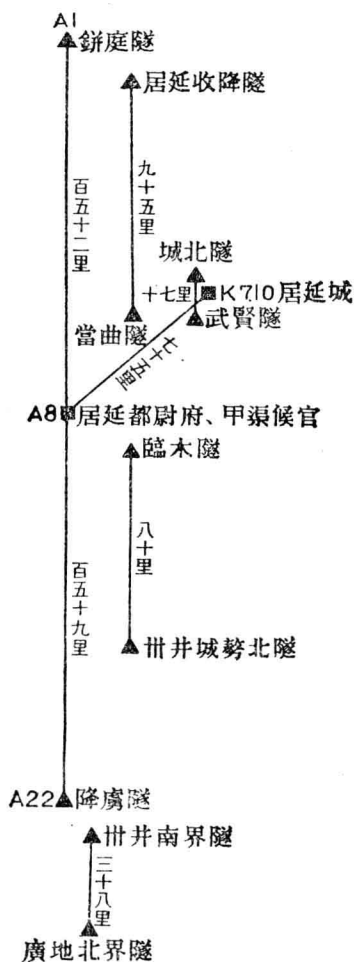 A1
鉼庭隧
居延收降隧
百五十二里
九十五里
城北隧
十七里
K710居延城
武賢隧
當曲隧
七十五里
A8居延都尉府、甲渠候官
臨木隧
八十里
百五十九里
卅井城勢北隧
A22降虜隧
卅井南界隧
三十八里
廣地北界隧